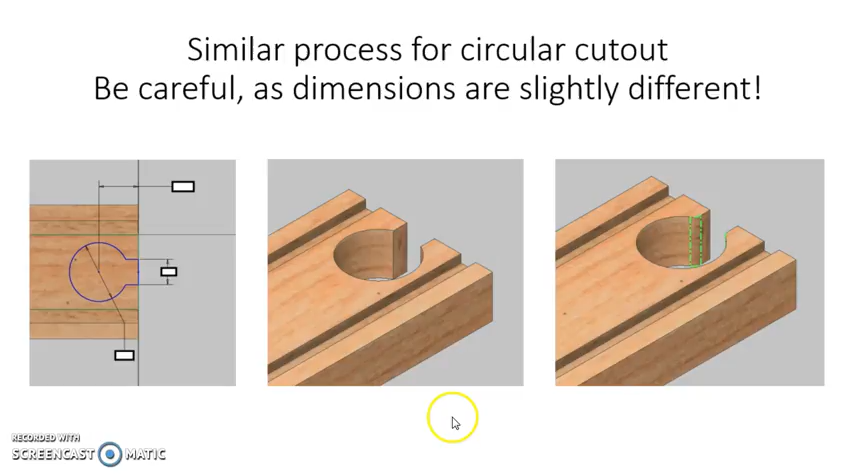 Similar process for circular cutout
Be careful, as dimensions are slightly different!
RECORDED WITH
SCREENCAST MATIC